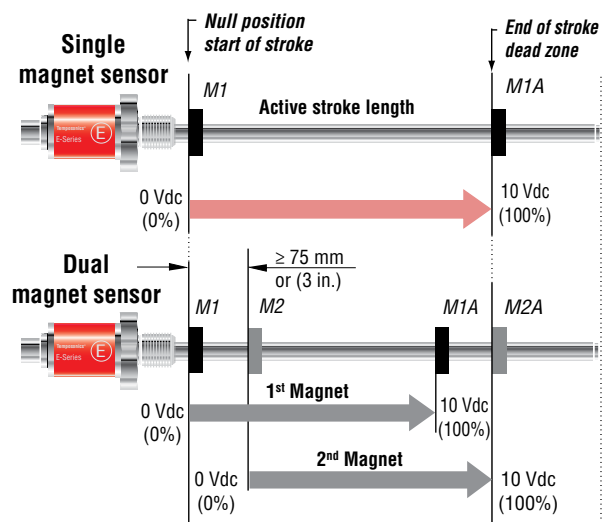 Null position
start of stroke
End of stroke
dead zone
Single
magnet sensor
M1
M1A
Active stroke length
Temposonics
E-Series
E
0 Vdc
(0%)
10 Vdc
(100%)
Dual
magnet sensor
≥ 75 mm
or (3 in.)
M1
M2
M1A
M2A
Temposonics
E-Series
E
1st Magnet
0 Vdc
(0%)
10 Vdc
(100%)
2nd Magnet
0 Vdc
(0%)
10 Vdc
(100%)